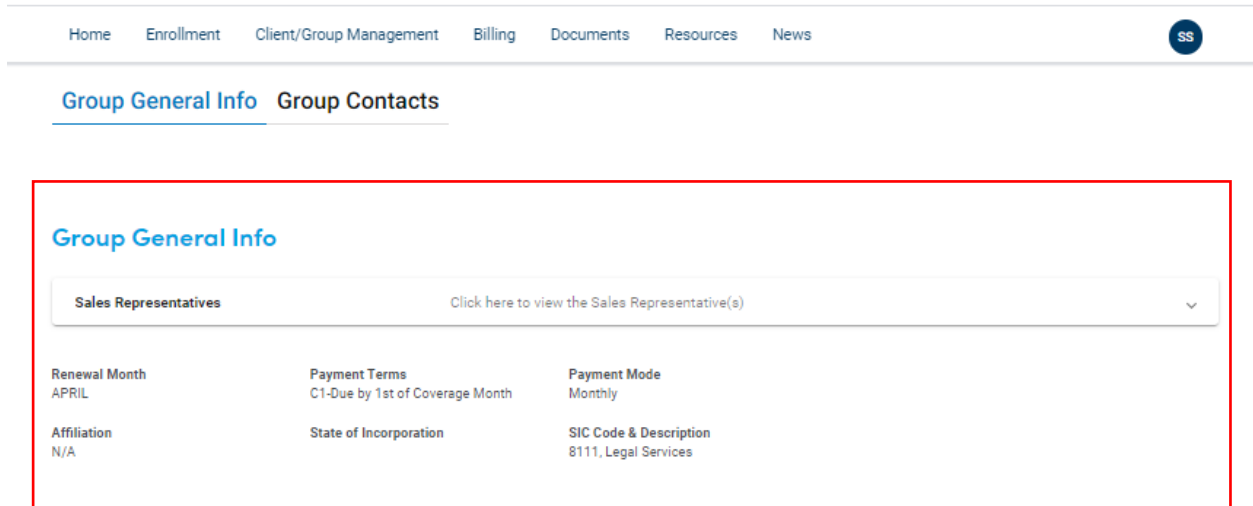 Home Enrollment Client/Group Management Billing Documents Resources News SS
Group General Info Group Contacts
Group General Info
Sales Representatives Click here to view the Sales Representative(s)
Renewal Month Payment Terms Payment Mode
APRIL C1-Due by 1st of Coverage Month Monthly
Affiliation State of Incorporation SIC Code & Description
N/A 8111, Legal Services